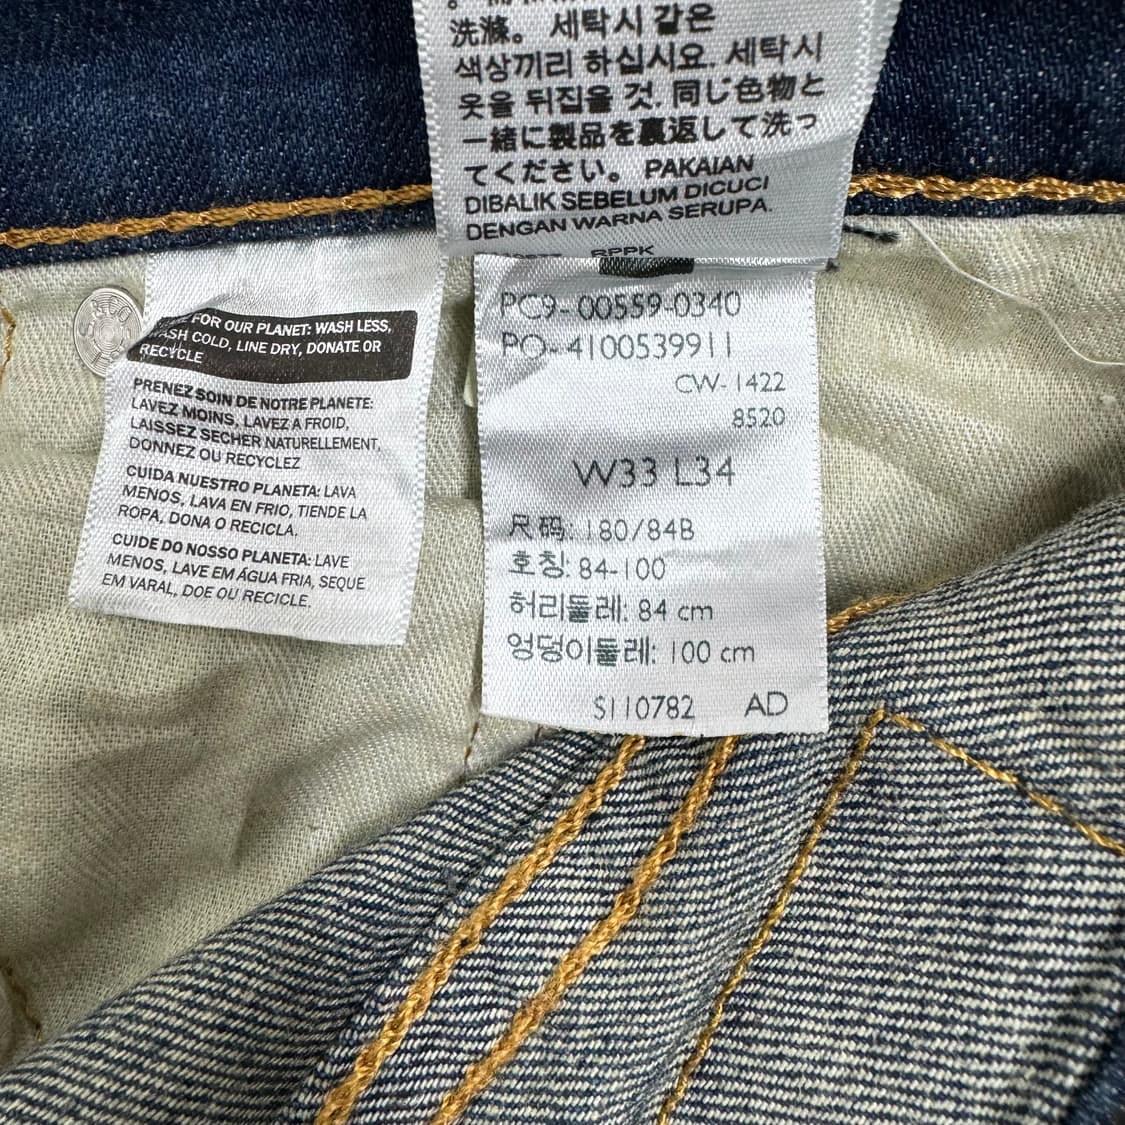 洗滌。 세탁시 같은
색상끼리 하십시요. 세탁시
옷을 뒤집을 것. 同じ色物と
一緒に製品を裏返して洗っ
てください。 PAKAIAN
DIBALIK SEBELUM DICUCI
DENGAN WARNA SERUPA.
RPPK
FOR OUR PLANET: WASH LESS,
WASH COLD, LINE DRY, DONATE OR
RECYCLE
PRENEZ SOIN DE NOTRE PLANETE:
LAVEZ MOINS, LAVEZ A FROID,
LAISSEZ SECHER NATURELLEMENT,
DONNEZ OU RECYCLEZ
CUIDA NUESTRO PLANETA: LAVA
MENOS, LAVA EN FRIO, TIENDE LA
ROPA, DONA O RECICLA.
CUIDE DO NOSSO PLANETA: LAVE
MENOS, LAVE EM ÁGUA FRIA, SEQUE
EM VARAL, DOE OU RECICLE.
PC9-00559-0340
PO-4100539911
CW-1422
8520
W33 L34
尺码: 180/84B
호칭: 84-100
허리둘레: 84 cm
엉덩이둘레: 100 cm
S110782 AD